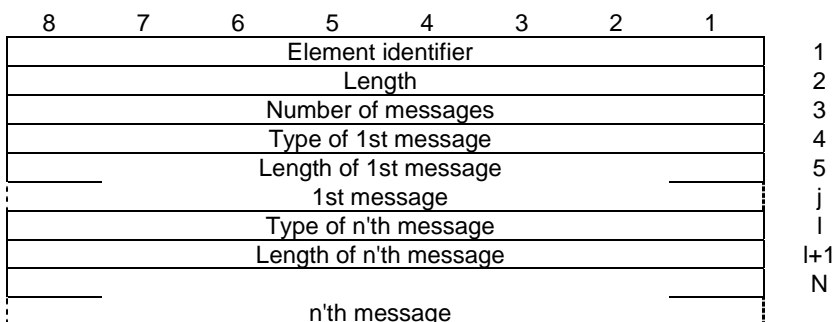 8 7 6 5 4 3 2 1
Element identifier 1
Length 2
Number of messages 3
Type of 1st message 4
Length of 1st message 5
1st message j
Type of n'th message l
Length of n'th message l+1
N
n'th message